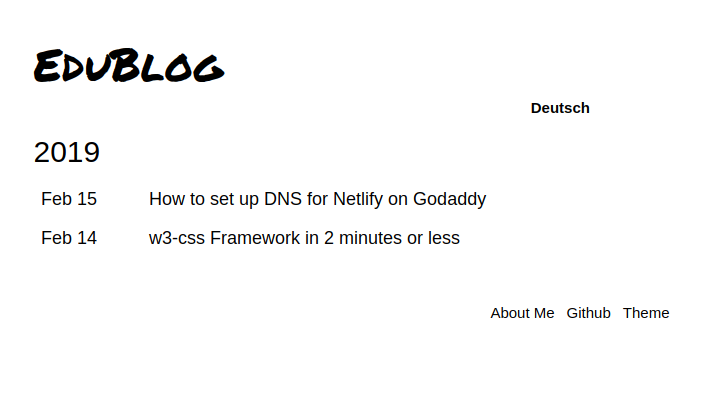 EduBlog
Deutsch
2019
Feb 15 How to set up DNS for Netlify on Godaddy
Feb 14 w3-css Framework in 2 minutes or less
About Me Github Theme